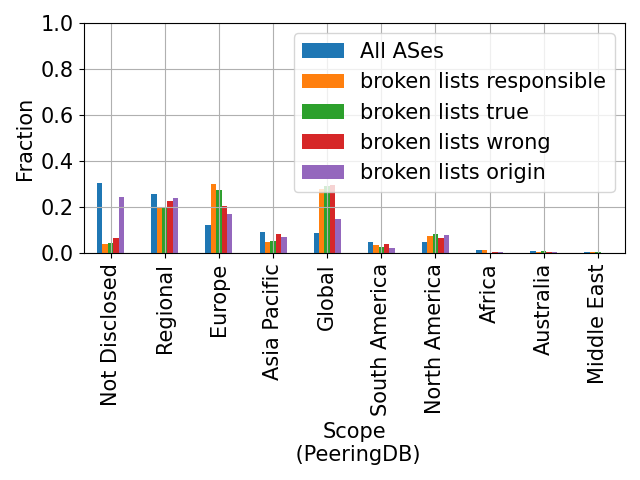 1.0
0.8
0.6
0.4
0.2
0.0
Fraction
All ASes
broken lists responsible
broken lists true
broken lists wrong
broken lists origin
Not Disclosed
Regional
Europe
Asia Pacific
Global
South America
North America
Africa
Australia
Middle East
Scope
(PeeringDB)